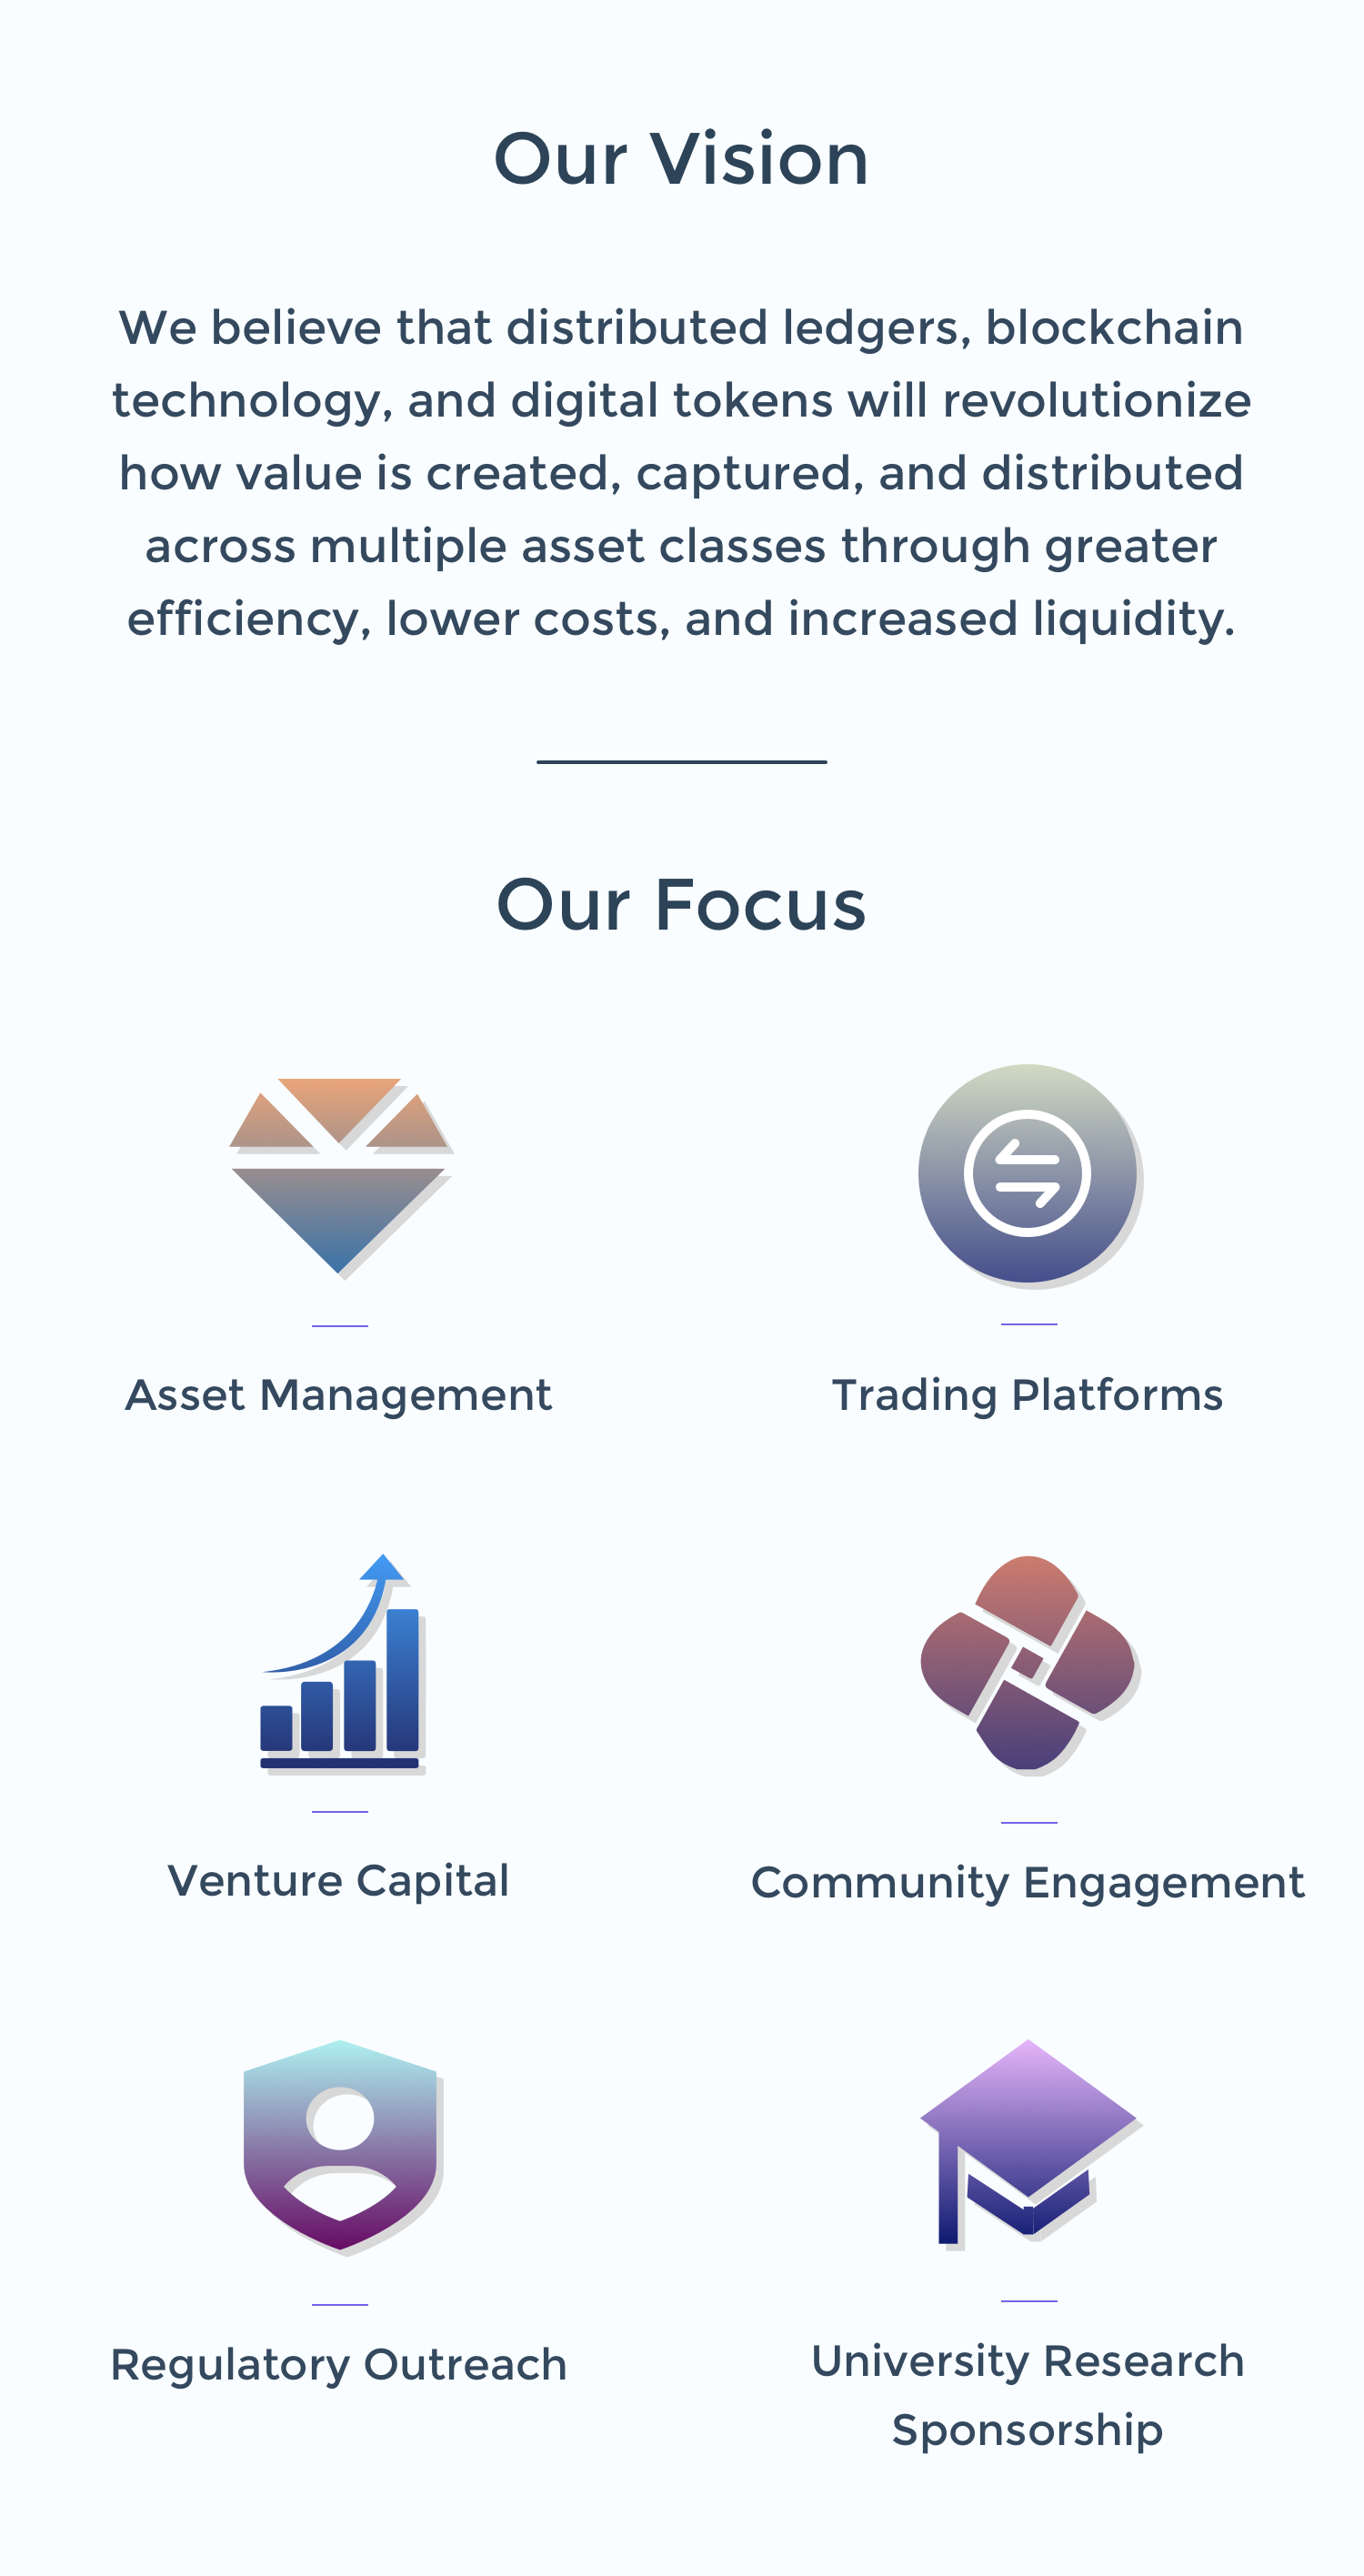 Our Vision
We believe that distributed ledgers, blockchain
technology, and digital tokens will revolutionize
how value is created, captured, and distributed
across multiple asset classes through greater
efficiency, lower costs, and increased liquidity.
Our Focus
Asset Management
Trading Platforms
Venture Capital
Community Engagement
Regulatory Outreach
University Research
Sponsorship